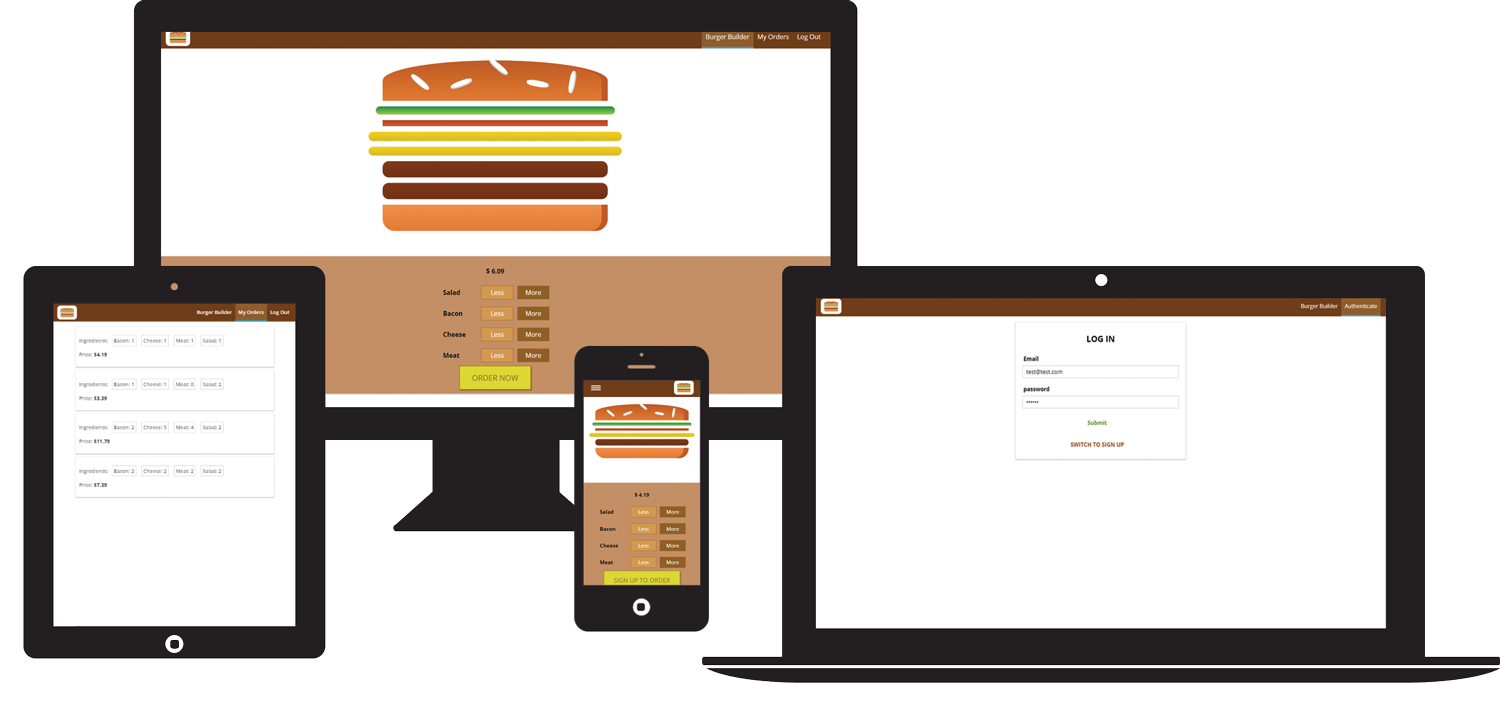 Burger Builder My Orders Log Out
$ 6.09
Salad Less More
Bacon Less More
Cheese Less More
Meat Less More
ORDER NOW
Burger Builder My Orders Log Out
Ingredients: Bacon: 1 Cheese: 1 Meat: 1 Salad: 1
Price: $4.19
Ingredients: Bacon: 1 Cheese: 1 Meat: 0 Salad: 2
Price: $3.39
Ingredients: Bacon: 2 Cheese: 5 Meat: 4 Salad: 2
Price: $11.79
Ingredients: Bacon: 2 Cheese: 2 Meat: 2 Salad: 2
Price: $7.39
$ 4.19
Salad Less More
Bacon Less More
Cheese Less More
Meat Less More
SIGN UP TO ORDER
Burger Builder Authenticate
LOG IN
Email
test@test.com
password
••••••
Submit
SWITCH TO SIGN UP